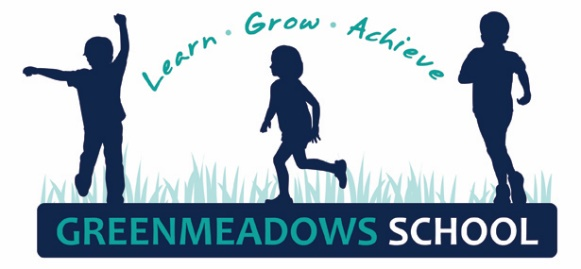 Learn · Grow · Achieve
GREENMEADOWS SCHOOL